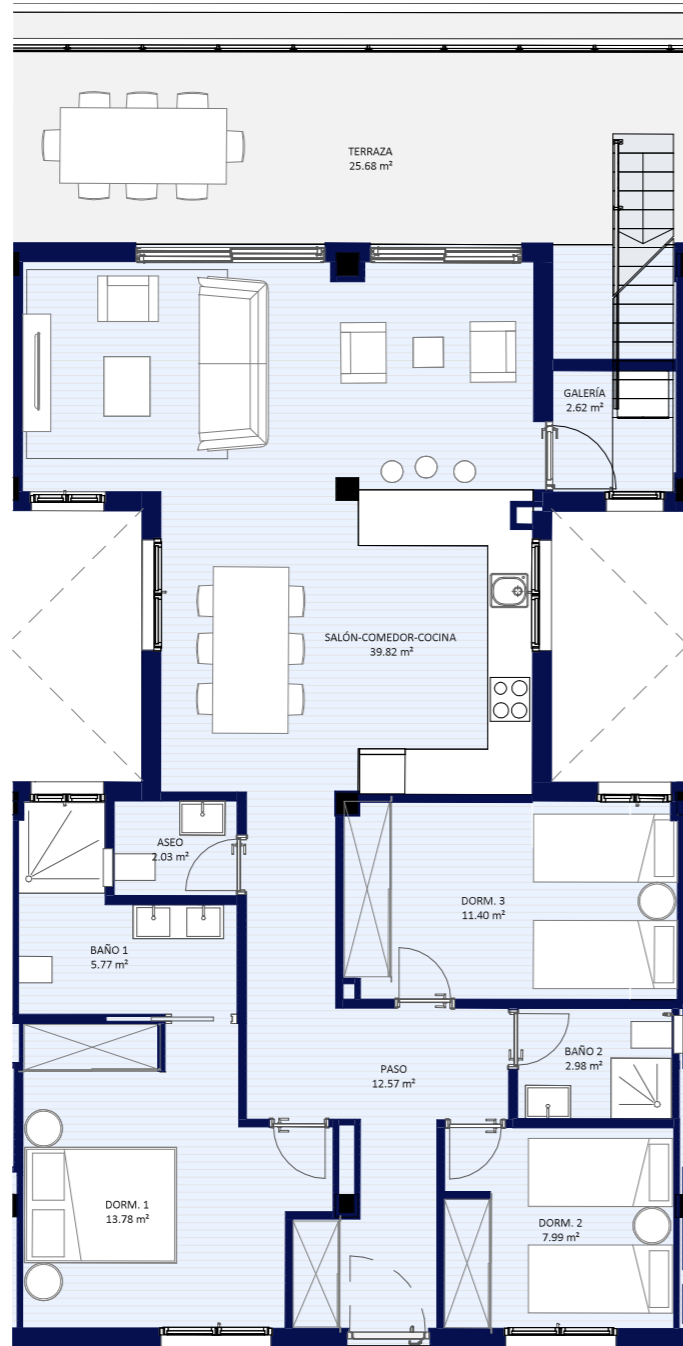 TERRAZA
25.68 m²
GALERÍA
2.62 m²
SALÓN-COMEDOR-COCINA
39.82 m²
ASEO
2.03 m²
DORM. 3
11.40 m²
BAÑO 1
5.77 m²
PASO
12.57 m²
BAÑO 2
2.98 m²
DORM. 1
13.78 m²
DORM. 2
7.99 m²